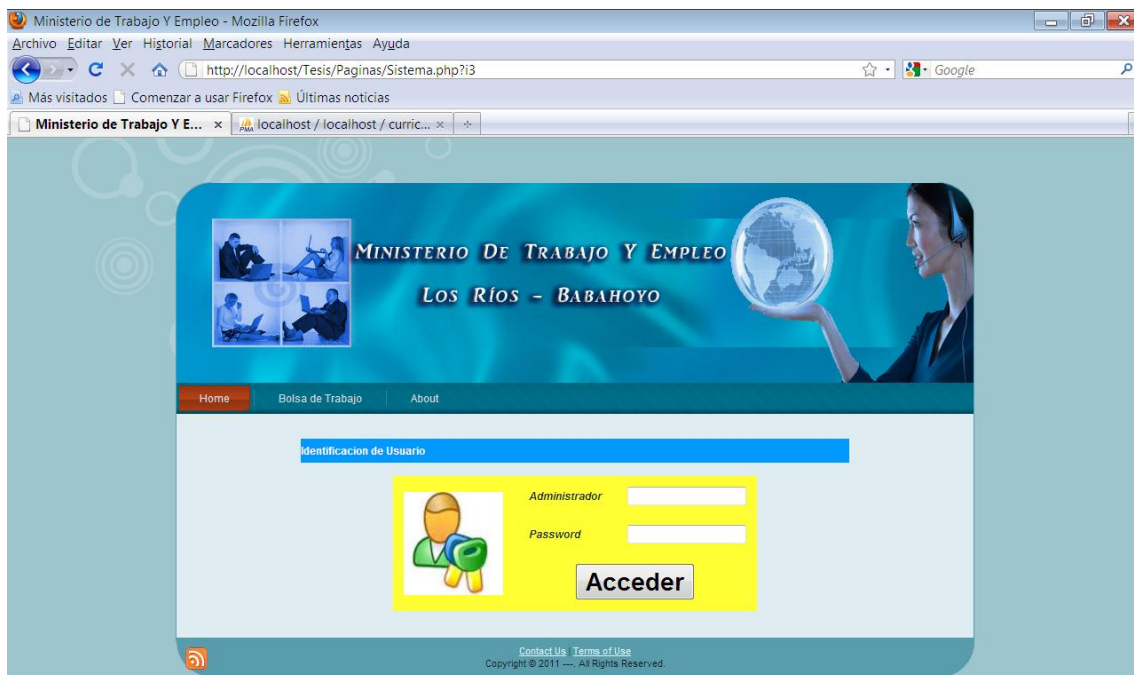 Ministerio de Trabajo Y Empleo - Mozilla Firefox
Archivo Editar Ver Historial Marcadores Herramientas Ayuda
http://localhost/Tesis/Paginas/Sistema.php?i3
Google
Más visitados Comenzar a usar Firefox Últimas noticias
Ministerio de Trabajo Y E... × PMA localhost / localhost / curric... ×
MINISTERIO DE TRABAJO Y EMPLEO
LOS RÍOS - BABAHOYO
Home Bolsa de Trabajo About
Identificacion de Usuario
Administrador
Password
Acceder
Contact Us | Terms of Use
Copyright © 2011 ---. All Rights Reserved.